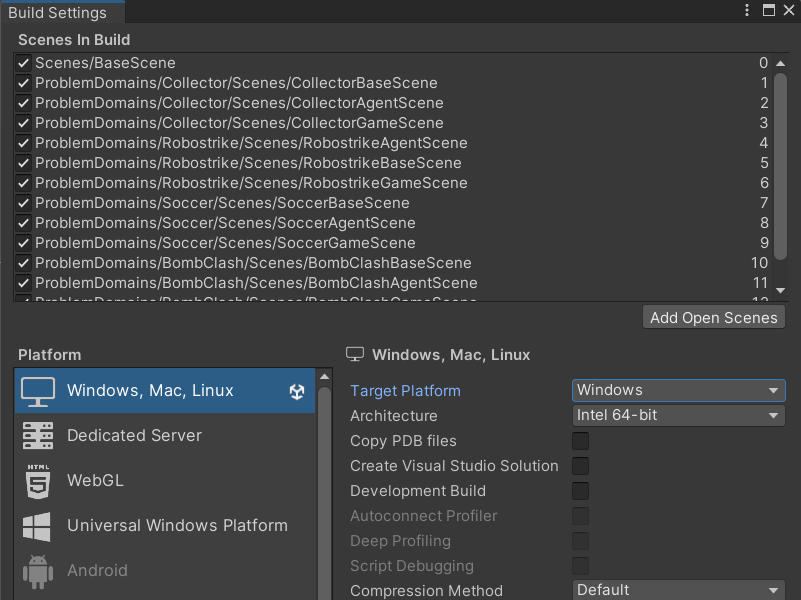 Build Settings
Scenes In Build
Scenes/BaseScene 0
ProblemDomains/Collector/Scenes/CollectorBaseScene 1
ProblemDomains/Collector/Scenes/CollectorAgentScene 2
ProblemDomains/Collector/Scenes/CollectorGameScene 3
ProblemDomains/Robostrike/Scenes/RobostrikeAgentScene 4
ProblemDomains/Robostrike/Scenes/RobostrikeBaseScene 5
ProblemDomains/Robostrike/Scenes/RobostrikeGameScene 6
ProblemDomains/Soccer/Scenes/SoccerBaseScene 7
ProblemDomains/Soccer/Scenes/SoccerAgentScene 8
ProblemDomains/Soccer/Scenes/SoccerGameScene 9
ProblemDomains/BombClash/Scenes/BombClashBaseScene 10
ProblemDomains/BombClash/Scenes/BombClashAgentScene 11
ProblemDomains/BombClash/Scenes/BombClashGameScene 12
Add Open Scenes
Platform
Windows, Mac, Linux
Dedicated Server
HTML
5
WebGL
Universal Windows Platform
Android
Windows, Mac, Linux
Target Platform Windows
Architecture Intel 64-bit
Copy PDB files
Create Visual Studio Solution
Development Build
Autoconnect Profiler
Deep Profiling
Script Debugging
Compression Method Default